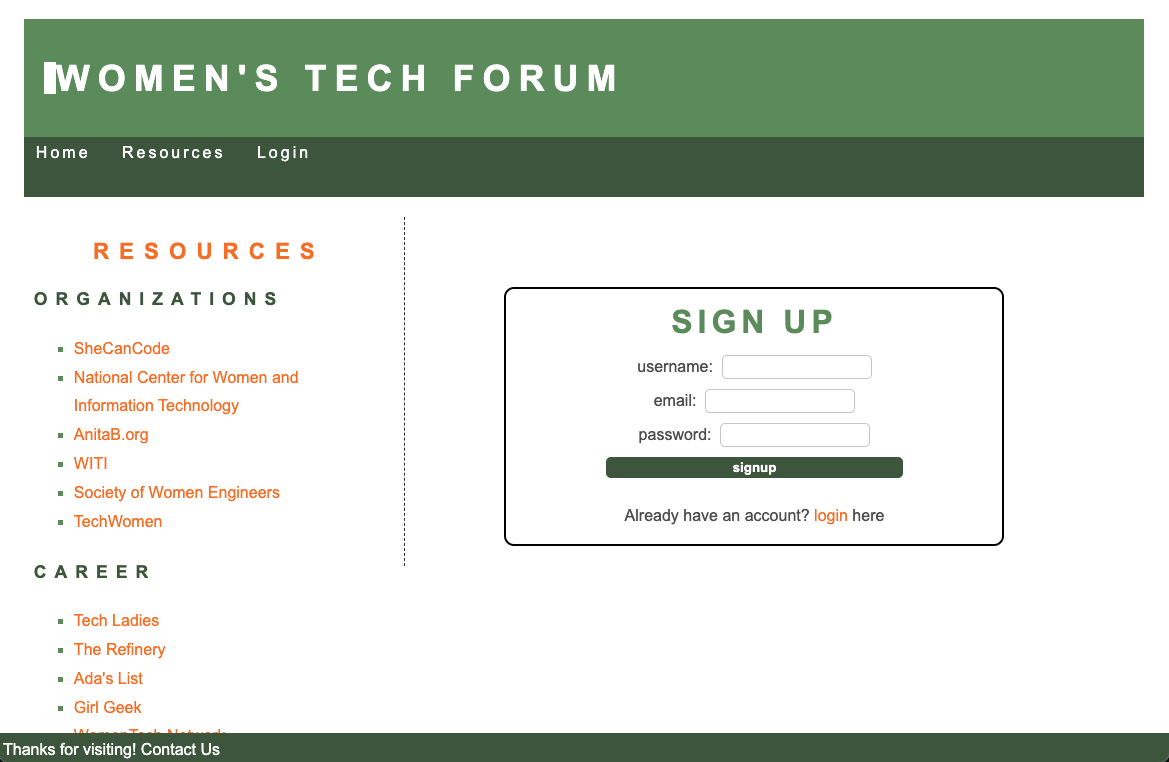 WOMEN'S TECH FORUM
Home Resources Login
RESOURCES
ORGANIZATIONS
SheCanCode
National Center for Women and
Information Technology
AnitaB.org
WITI
Society of Women Engineers
TechWomen
CAREER
Tech Ladies
The Refinery
Ada's List
Girl Geek
WomenTech Network
SIGN UP
username:
email:
password:
signup
Already have an account? login here
Thanks for visiting! Contact Us